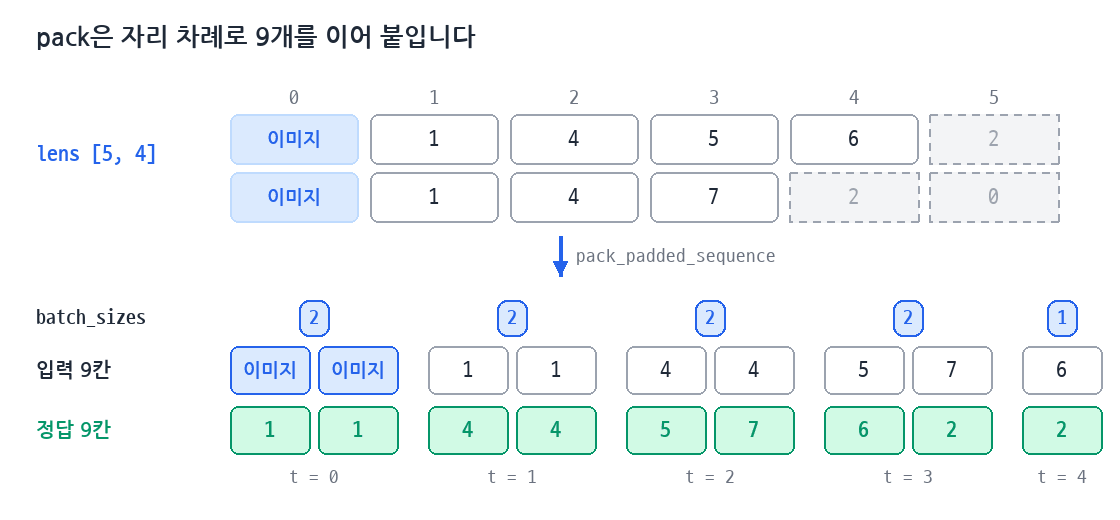 pack은 자리 차례로 9개를 이어 붙입니다
0 1 2 3 4 5
lens [5, 4]
이미지 1 4 5 6 2
이미지 1 4 7 2 0
pack_padded_sequence
batch_sizes 2 2 2 2 1
입력 9칸 이미지 이미지 1 1 4 4 5 7 6
정답 9칸 1 1 4 4 5 7 6 2 2
t = 0 t = 1 t = 2 t = 3 t = 4